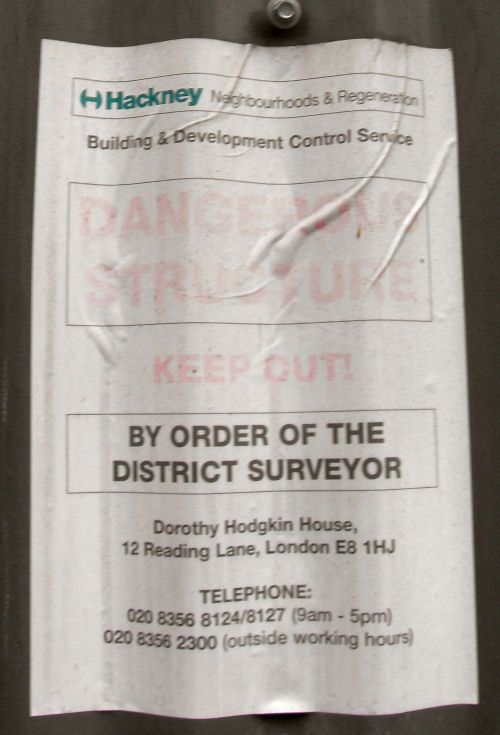 Hackney Neighbourhoods & Regeneration
Building & Development Control Service
DANGEROUS
STRUCTURE
KEEP OUT!
BY ORDER OF THE
DISTRICT SURVEYOR
Dorothy Hodgkin House,
12 Reading Lane, London E8 1HJ
TELEPHONE:
020 8356 8124/8127 (9am - 5pm)
020 8356 2300 (outside working hours)